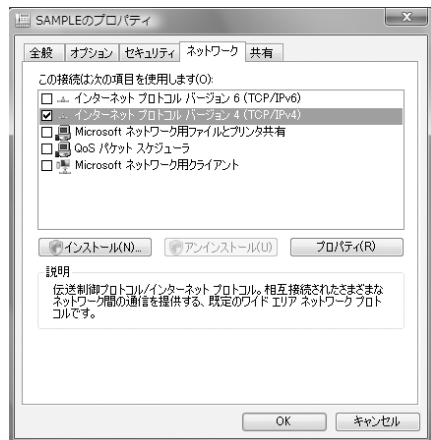 SAMPLEのプロパティ
全般 オプション セキュリティ ネットワーク 共有
この接続は次の項目を使用します(O):
インターネット プロトコル バージョン 6 (TCP/IPv6)
インターネット プロトコル バージョン 4 (TCP/IPv4)
Microsoft ネットワーク用ファイルとプリンタ共有
QoS パケット スケジューラ
Microsoft ネットワーク用クライアント
インストール(N)... アンインストール(U) プロパティ(R)
説明
伝送制御プロトコル/インターネット プロトコル。相互接続されたさまざまな
ネットワーク間の通信を提供する、既定のワイド エリア ネットワーク プロト
コルです。
OK キャンセル